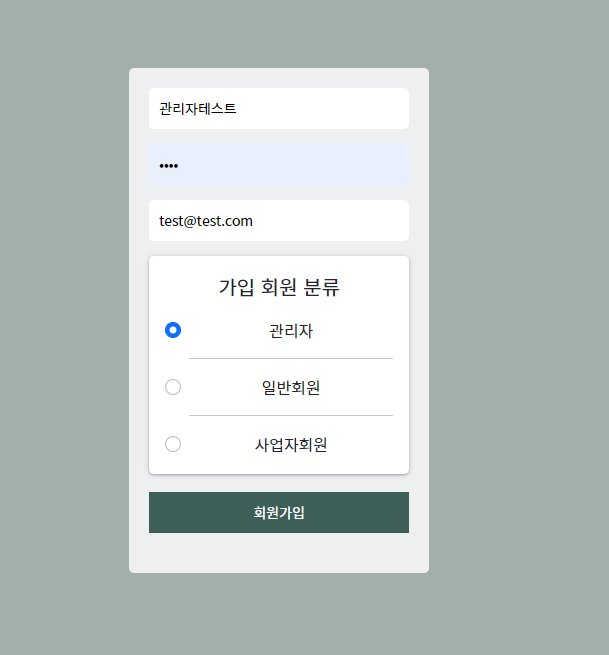 관리자테스트
••••
test@test.com
가입 회원 분류
관리자
일반회원
사업자회원
회원가입